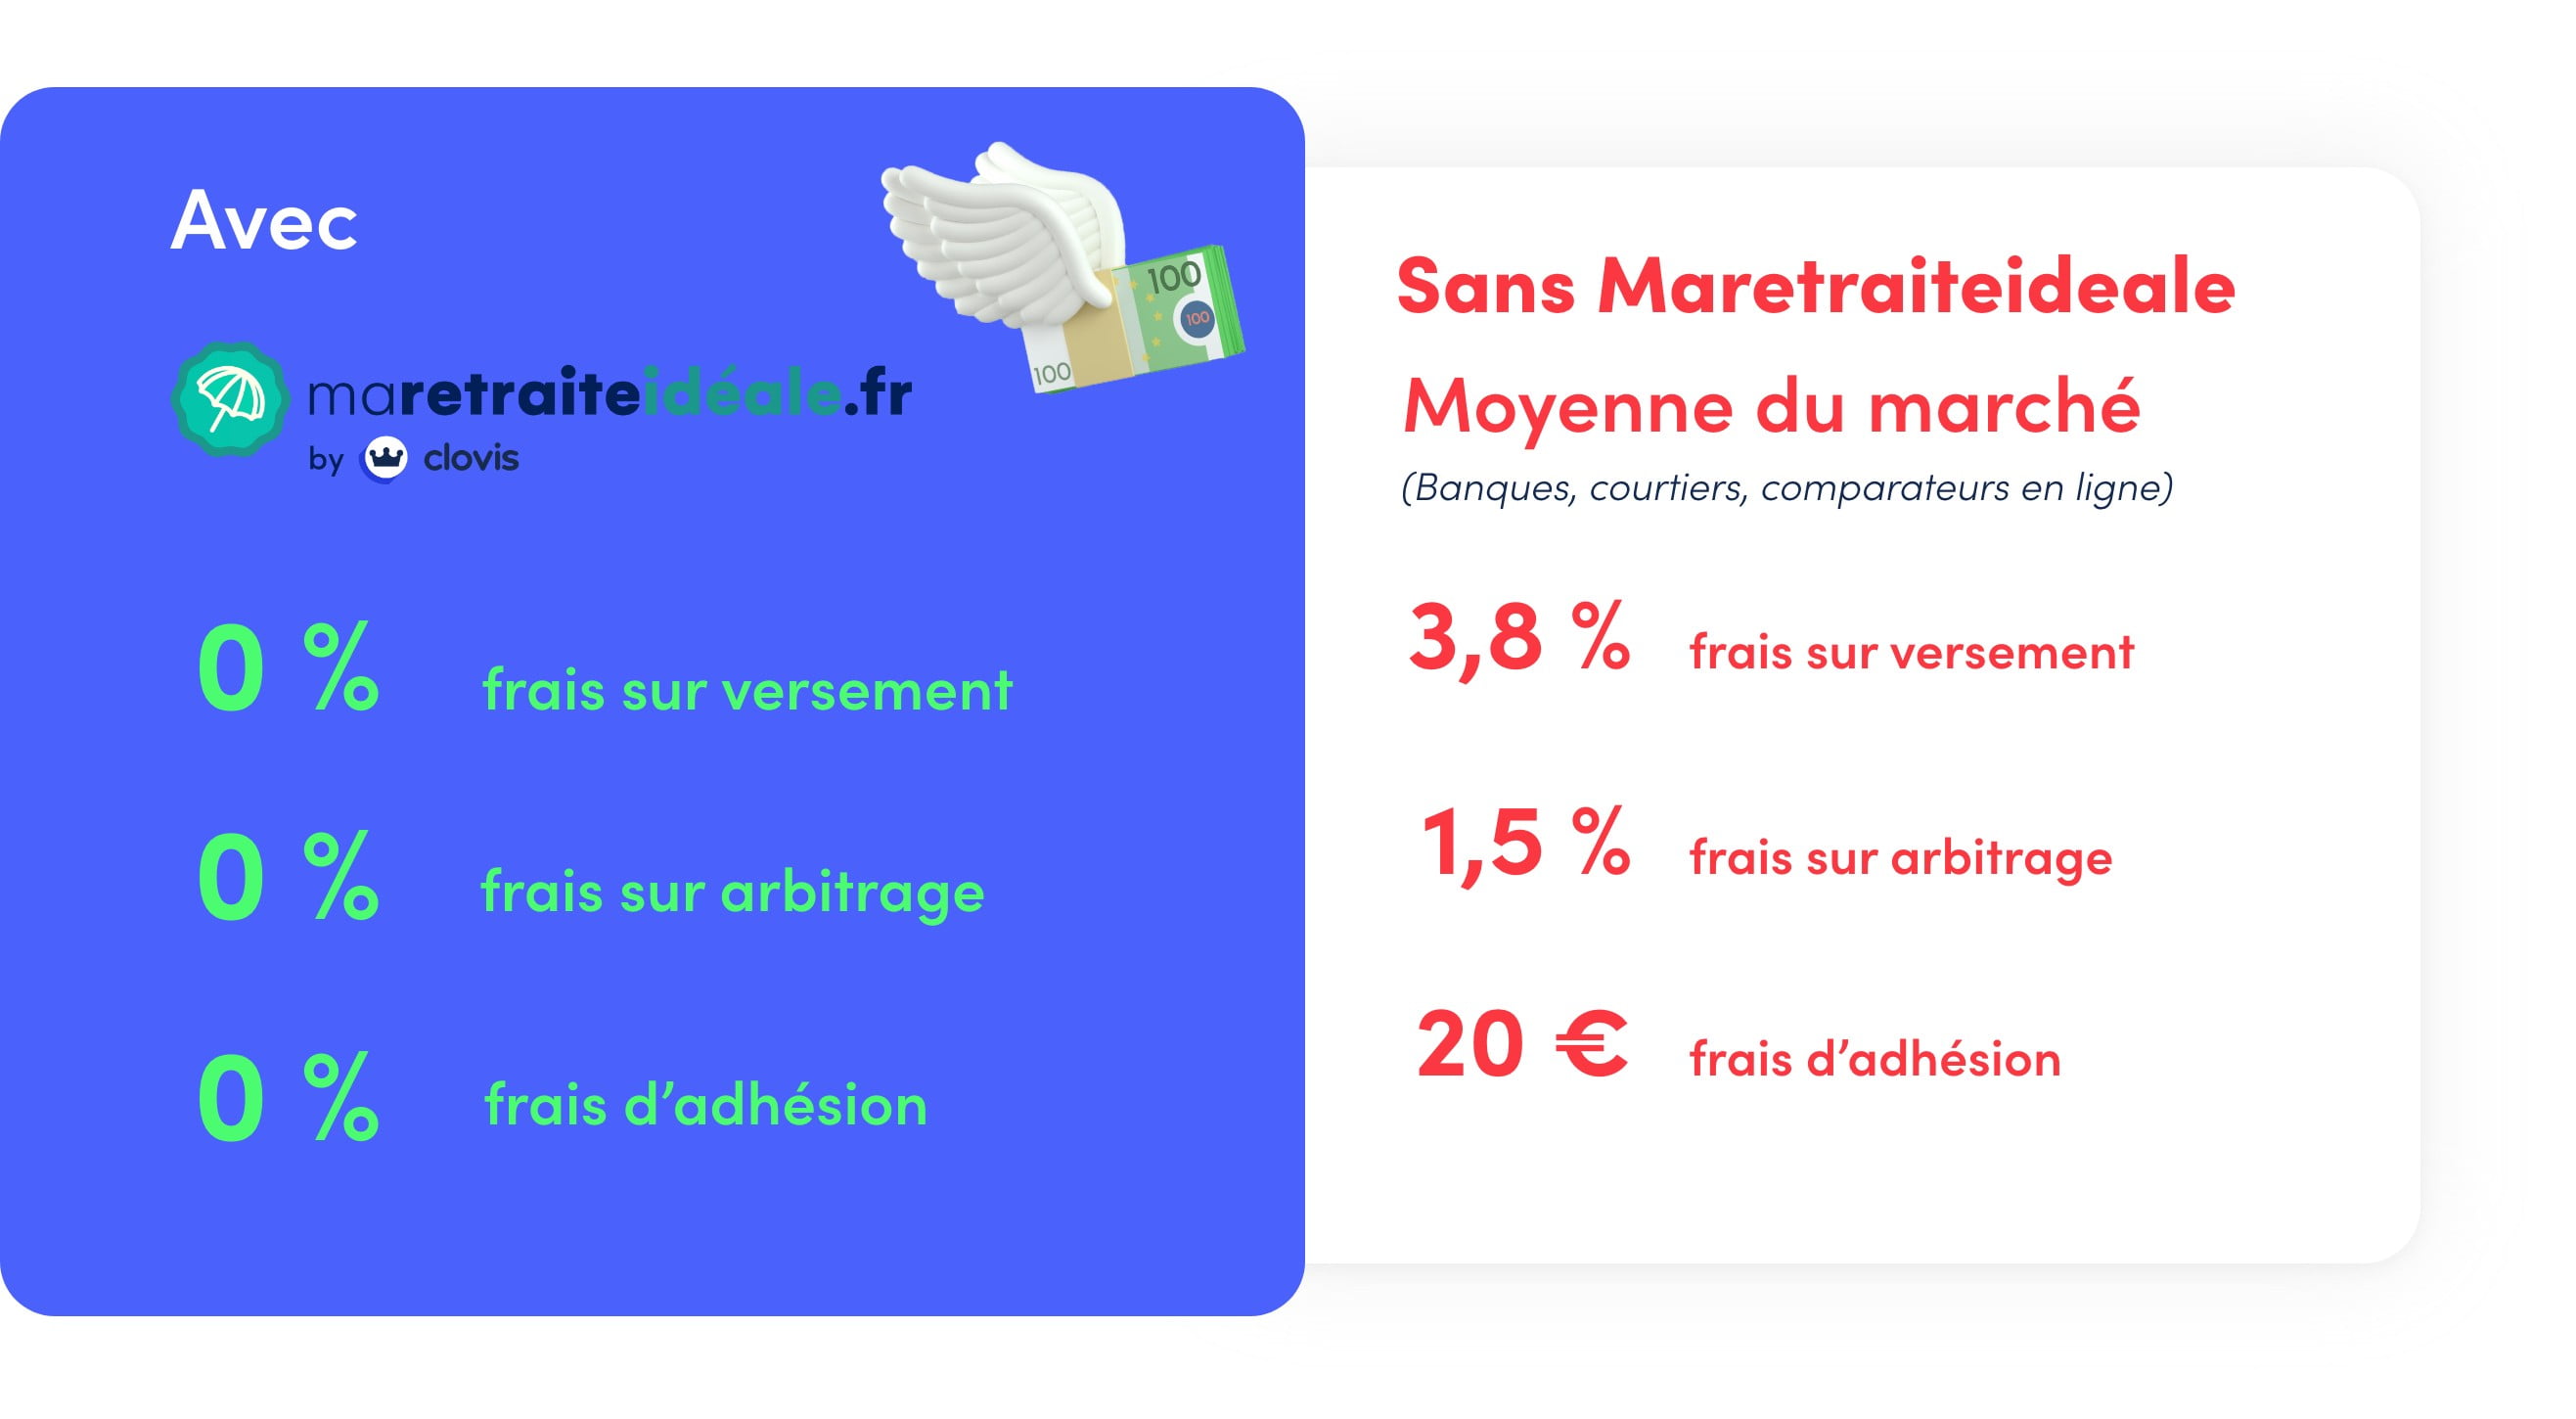 Avec
maretraiteidéale.fr
by clovis
100
100
100
0 % frais sur versement
0 % frais sur arbitrage
0 % frais d’adhésion
Sans Maretraiteideale
Moyenne du marché
(Banques, courtiers, comparateurs en ligne)
3,8 % frais sur versement
1,5 % frais sur arbitrage
20 € frais d’adhésion